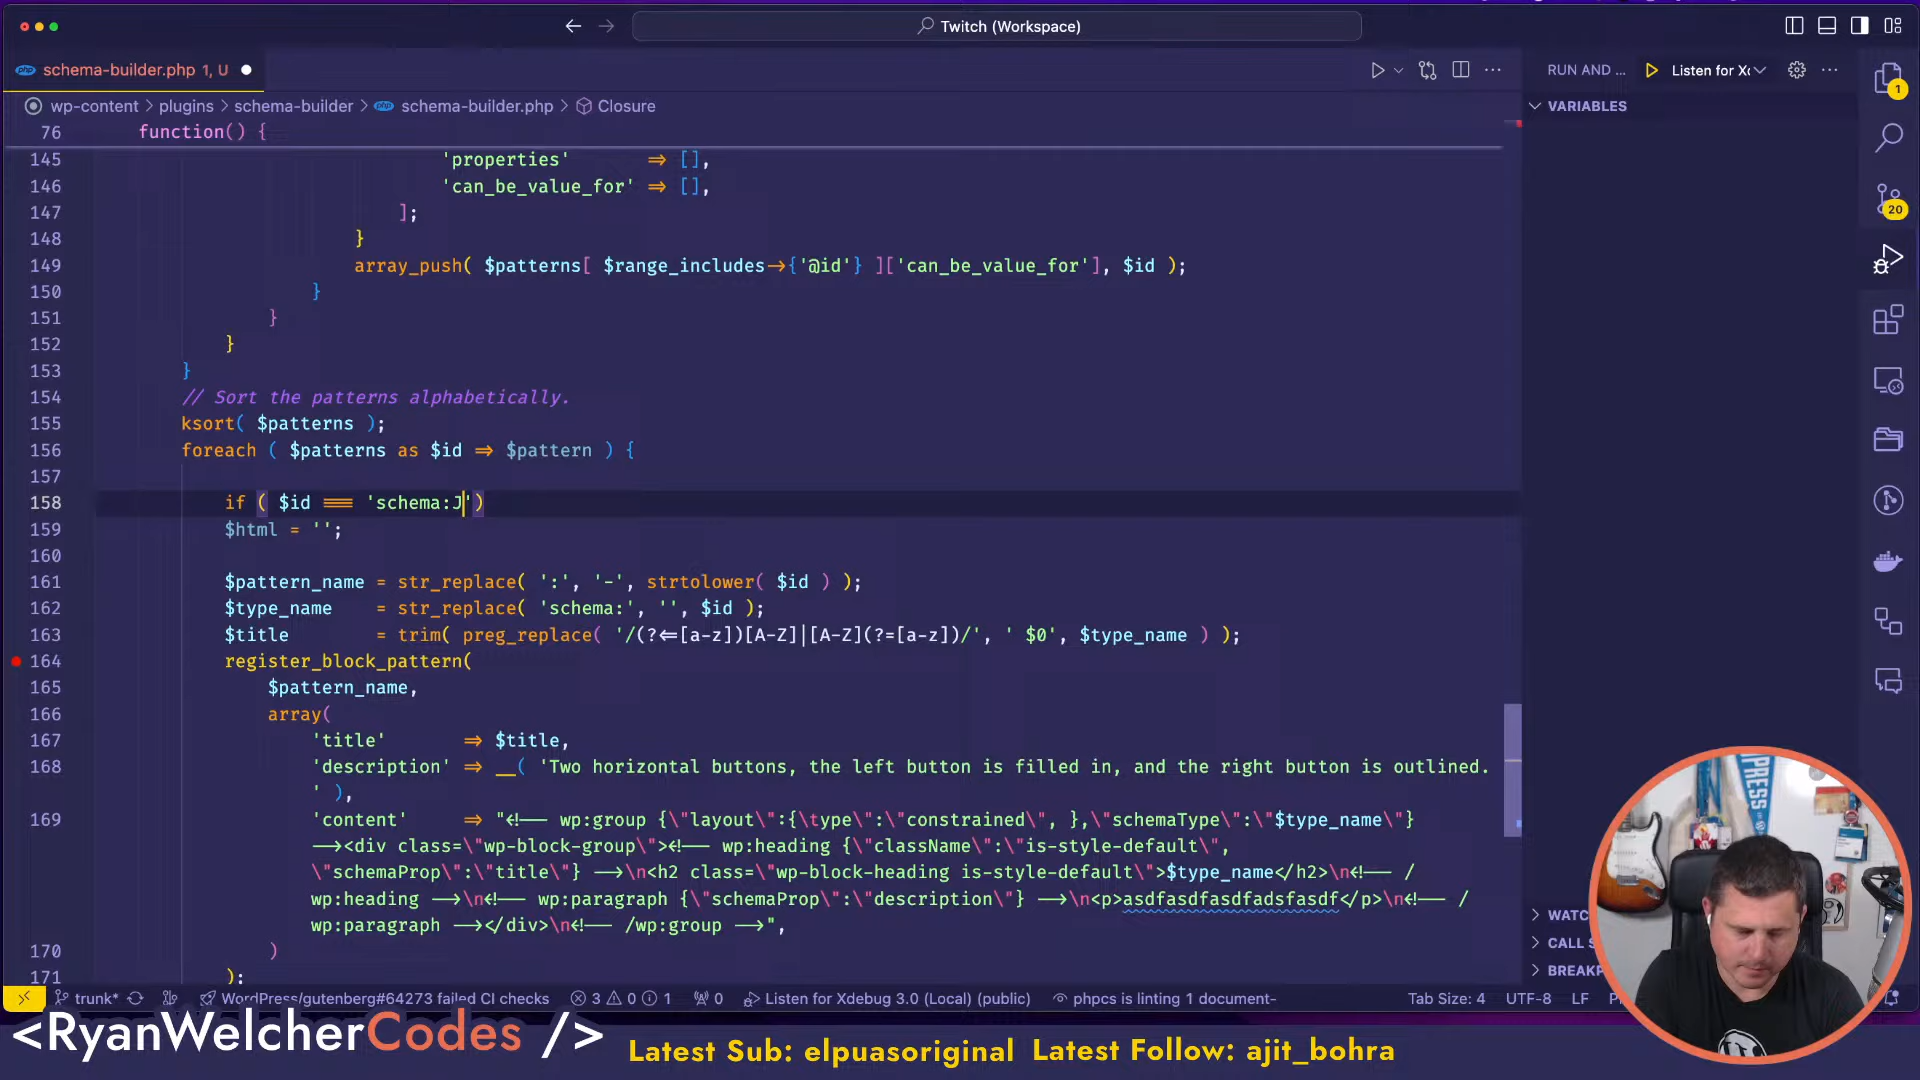 Twitch (Workspace)
schema-builder.php 1, U
RUN AND ... Listen for Xc
wp-content > plugins > schema-builder > schema-builder.php > Closure
VARIABLES
1
76 function() {
145 'properties' => [],
146 'can_be_value_for' => [],
147 ];
148 }
149 array_push( $patterns[ $range_includes->{'@id'} ]['can_be_value_for'], $id );
150 }
151 }
152 }
153 }
154 // Sort the patterns alphabetically.
155 ksort( $patterns );
156 foreach ( $patterns as $id => $pattern ) {
157
158 if ( $id === 'schema:J')
159 $html = '';
160
161 $pattern_name = str_replace( ':', '-', strtolower( $id ) );
162 $type_name = str_replace( 'schema:', '', $id );
163 $title = trim( preg_replace( '/(?<=[a-z])[A-Z]|[A-Z](?=[a-z])/', ' $0', $type_name ) );
164 register_block_pattern(
165 $pattern_name,
166 array(
167 'title' => $title,
168 'description' => __( 'Two horizontal buttons, the left button is filled in, and the right button is outlined.
' ),
169 'content' => "<!-- wp:group {\"layout\":{\type\":\"constrained\", },\"schemaType\":\"$type_name\"}
--><div class=\"wp-block-group\"><!-- wp:heading {\"className\":\"is-style-default\",
\"schemaProp\":\"title\"} -->\n<h2 class=\"wp-block-heading is-style-default\">$type_name</h2>\n<!-- /
wp:heading -->\n<!-- wp:paragraph {\"schemaProp\":\"description\"} -->\n<p>asdfasdfasdfadsfasdf</p>\n<!-- /
wp:paragraph --></div>\n<!-- /wp:group -->",
170 )
171 );
20
WATC
CALL S
BREAKP
trunk* WordPress/gutenberg#64273 failed CI checks 3 0 1 0 Listen for Xdebug 3.0 (Local) (public) phpcs is linting 1 document- Tab Size: 4 UTF-8 LF
<RyanWelcherCodes />
Latest Sub: elpuasoriginal Latest Follow: ajit_bohra